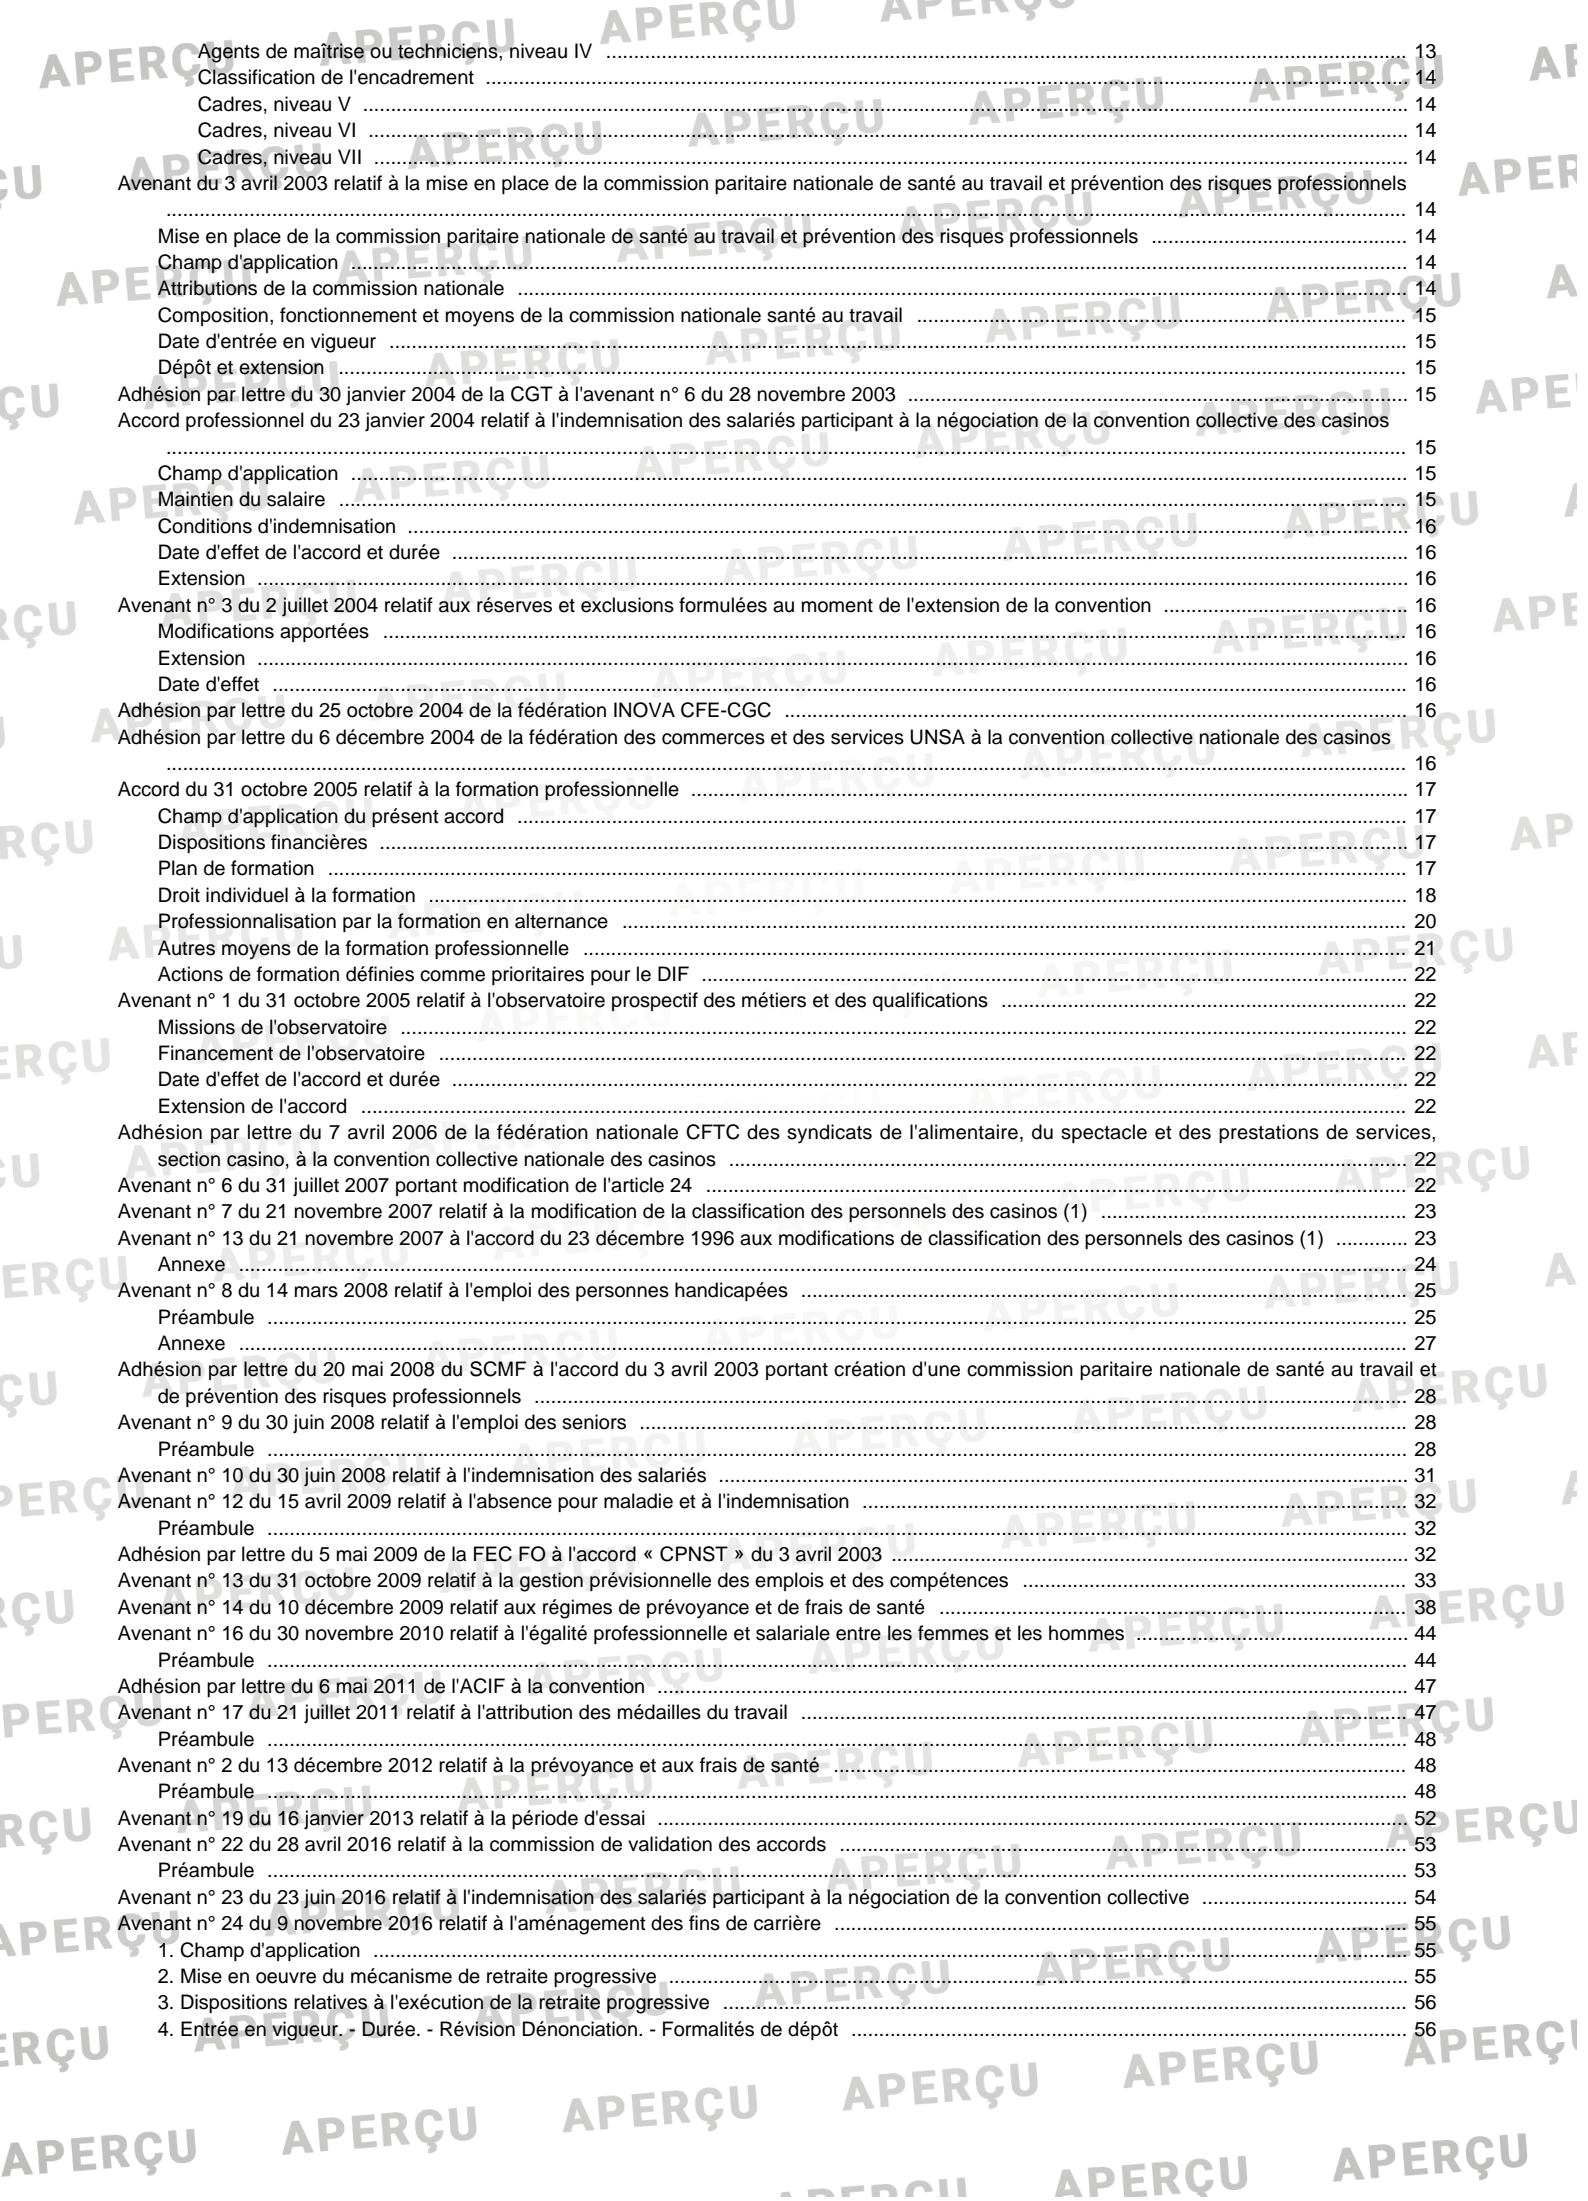 Agents de maîtrise ou techniciens, niveau IV ........ 13
Classification de l'encadrement ........ 14
Cadres, niveau V ........ 14
Cadres, niveau VI ........ 14
Cadres, niveau VII ........ 14
Avenant du 3 avril 2003 relatif à la mise en place de la commission paritaire nationale de santé au travail et prévention des risques professionnels
........ 14
Mise en place de la commission paritaire nationale de santé au travail et prévention des risques professionnels ........ 14
Champ d'application ........ 14
Attributions de la commission nationale ........ 14
Composition, fonctionnement et moyens de la commission nationale santé au travail ........ 15
Date d'entrée en vigueur ........ 15
Dépôt et extension ........ 15
Adhésion par lettre du 30 janvier 2004 de la CGT à l'avenant n° 6 du 28 novembre 2003 ........ 15
Accord professionnel du 23 janvier 2004 relatif à l'indemnisation des salariés participant à la négociation de la convention collective des casinos
........ 15
Champ d'application ........ 15
Maintien du salaire ........ 15
Conditions d'indemnisation ........ 16
Date d'effet de l'accord et durée ........ 16
Extension ........ 16
Avenant n° 3 du 2 juillet 2004 relatif aux réserves et exclusions formulées au moment de l'extension de la convention ........ 16
Modifications apportées ........ 16
Extension ........ 16
Date d'effet ........ 16
Adhésion par lettre du 25 octobre 2004 de la fédération INOVA CFE-CGC ........ 16
Adhésion par lettre du 6 décembre 2004 de la fédération des commerces et des services UNSA à la convention collective nationale des casinos
........ 16
Accord du 31 octobre 2005 relatif à la formation professionnelle ........ 17
Champ d'application du présent accord ........ 17
Dispositions financières ........ 17
Plan de formation ........ 17
Droit individuel à la formation ........ 18
Professionnalisation par la formation en alternance ........ 20
Autres moyens de la formation professionnelle ........ 21
Actions de formation définies comme prioritaires pour le DIF ........ 22
Avenant n° 1 du 31 octobre 2005 relatif à l'observatoire prospectif des métiers et des qualifications ........ 22
Missions de l'observatoire ........ 22
Financement de l'observatoire ........ 22
Date d'effet de l'accord et durée ........ 22
Extension de l'accord ........ 22
Adhésion par lettre du 7 avril 2006 de la fédération nationale CFTC des syndicats de l'alimentaire, du spectacle et des prestations de services,
section casino, à la convention collective nationale des casinos ........ 22
Avenant n° 6 du 31 juillet 2007 portant modification de l'article 24 ........ 22
Avenant n° 7 du 21 novembre 2007 relatif à la modification de la classification des personnels des casinos (1) ........ 23
Avenant n° 13 du 21 novembre 2007 à l'accord du 23 décembre 1996 aux modifications de classification des personnels des casinos (1) ........ 23
Annexe ........ 24
Avenant n° 8 du 14 mars 2008 relatif à l'emploi des personnes handicapées ........ 25
Préambule ........ 25
Annexe ........ 27
Adhésion par lettre du 20 mai 2008 du SCMF à l'accord du 3 avril 2003 portant création d'une commission paritaire nationale de santé au travail et
de prévention des risques professionnels ........ 28
Avenant n° 9 du 30 juin 2008 relatif à l'emploi des seniors ........ 28
Préambule ........ 28
Avenant n° 10 du 30 juin 2008 relatif à l'indemnisation des salariés ........ 31
Avenant n° 12 du 15 avril 2009 relatif à l'absence pour maladie et à l'indemnisation ........ 32
Préambule ........ 32
Adhésion par lettre du 5 mai 2009 de la FEC FO à l'accord « CPNST » du 3 avril 2003 ........ 32
Avenant n° 13 du 31 octobre 2009 relatif à la gestion prévisionnelle des emplois et des compétences ........ 33
Avenant n° 14 du 10 décembre 2009 relatif aux régimes de prévoyance et de frais de santé ........ 38
Avenant n° 16 du 30 novembre 2010 relatif à l'égalité professionnelle et salariale entre les femmes et les hommes ........ 44
Préambule ........ 44
Adhésion par lettre du 6 mai 2011 de l'ACIF à la convention ........ 47
Avenant n° 17 du 21 juillet 2011 relatif à l'attribution des médailles du travail ........ 47
Préambule ........ 48
Avenant n° 2 du 13 décembre 2012 relatif à la prévoyance et aux frais de santé ........ 48
Préambule ........ 48
Avenant n° 19 du 16 janvier 2013 relatif à la période d'essai ........ 52
Avenant n° 22 du 28 avril 2016 relatif à la commission de validation des accords ........ 53
Préambule ........ 53
Avenant n° 23 du 23 juin 2016 relatif à l'indemnisation des salariés participant à la négociation de la convention collective ........ 54
Avenant n° 24 du 9 novembre 2016 relatif à l'aménagement des fins de carrière ........ 55
1. Champ d'application ........ 55
2. Mise en oeuvre du mécanisme de retraite progressive ........ 55
3. Dispositions relatives à l'exécution de la retraite progressive ........ 56
4. Entrée en vigueur. - Durée. - Révision Dénonciation. - Formalités de dépôt ........ 56
APERÇU